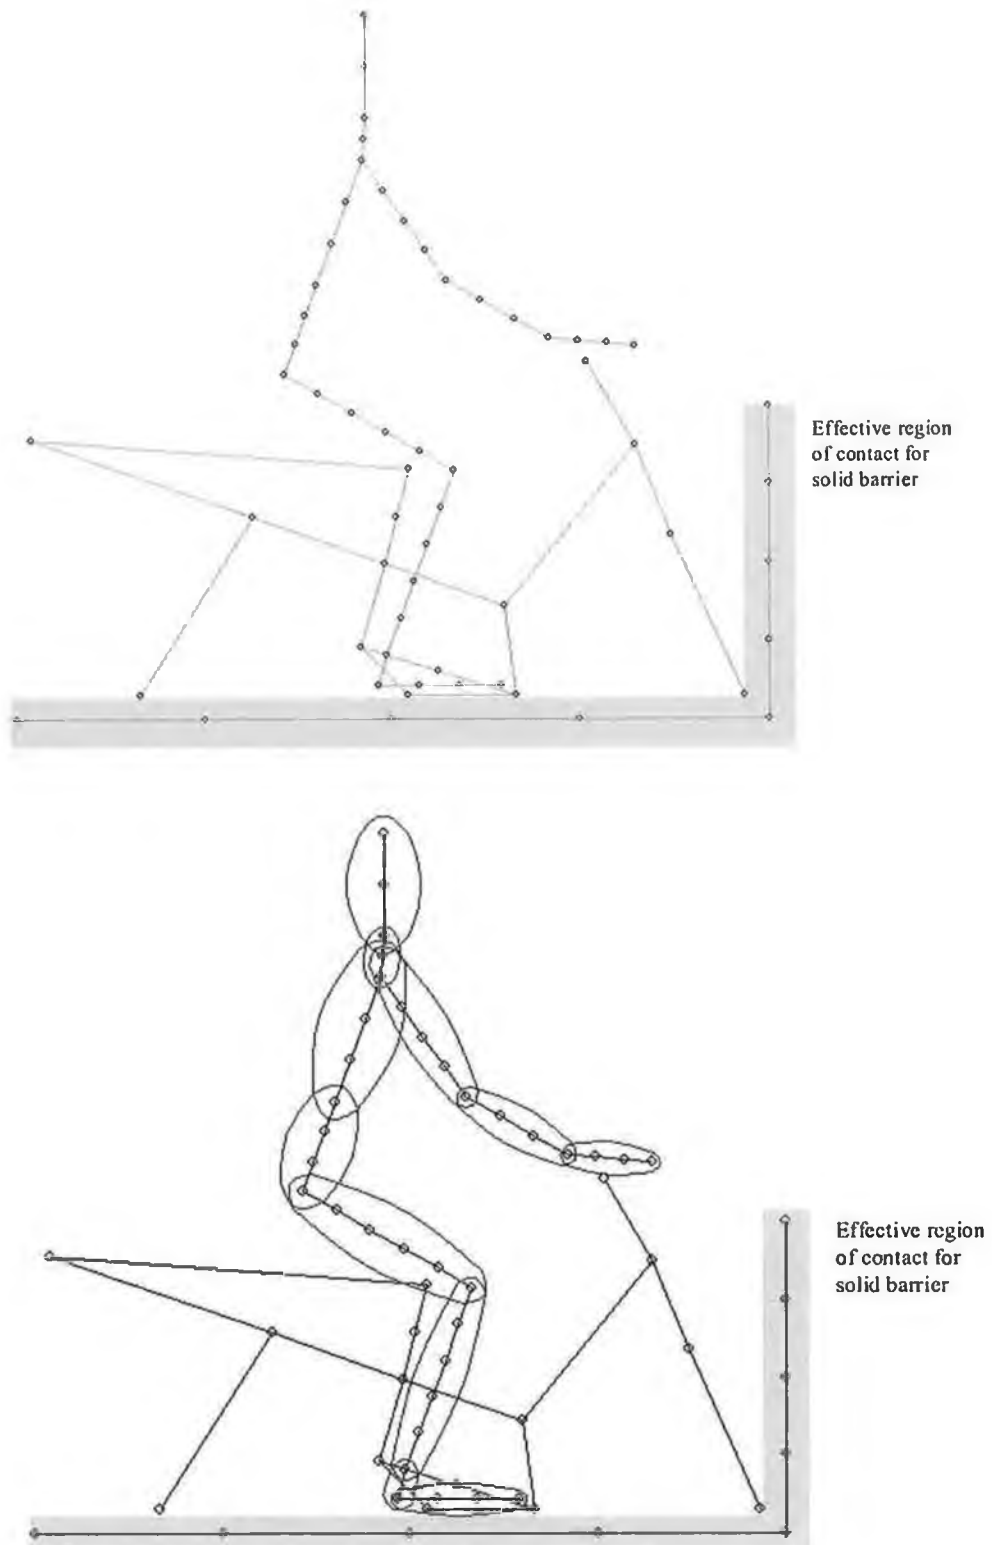 Effective region
of contact for
solid barrier
Effective region
of contact for
solid barrier